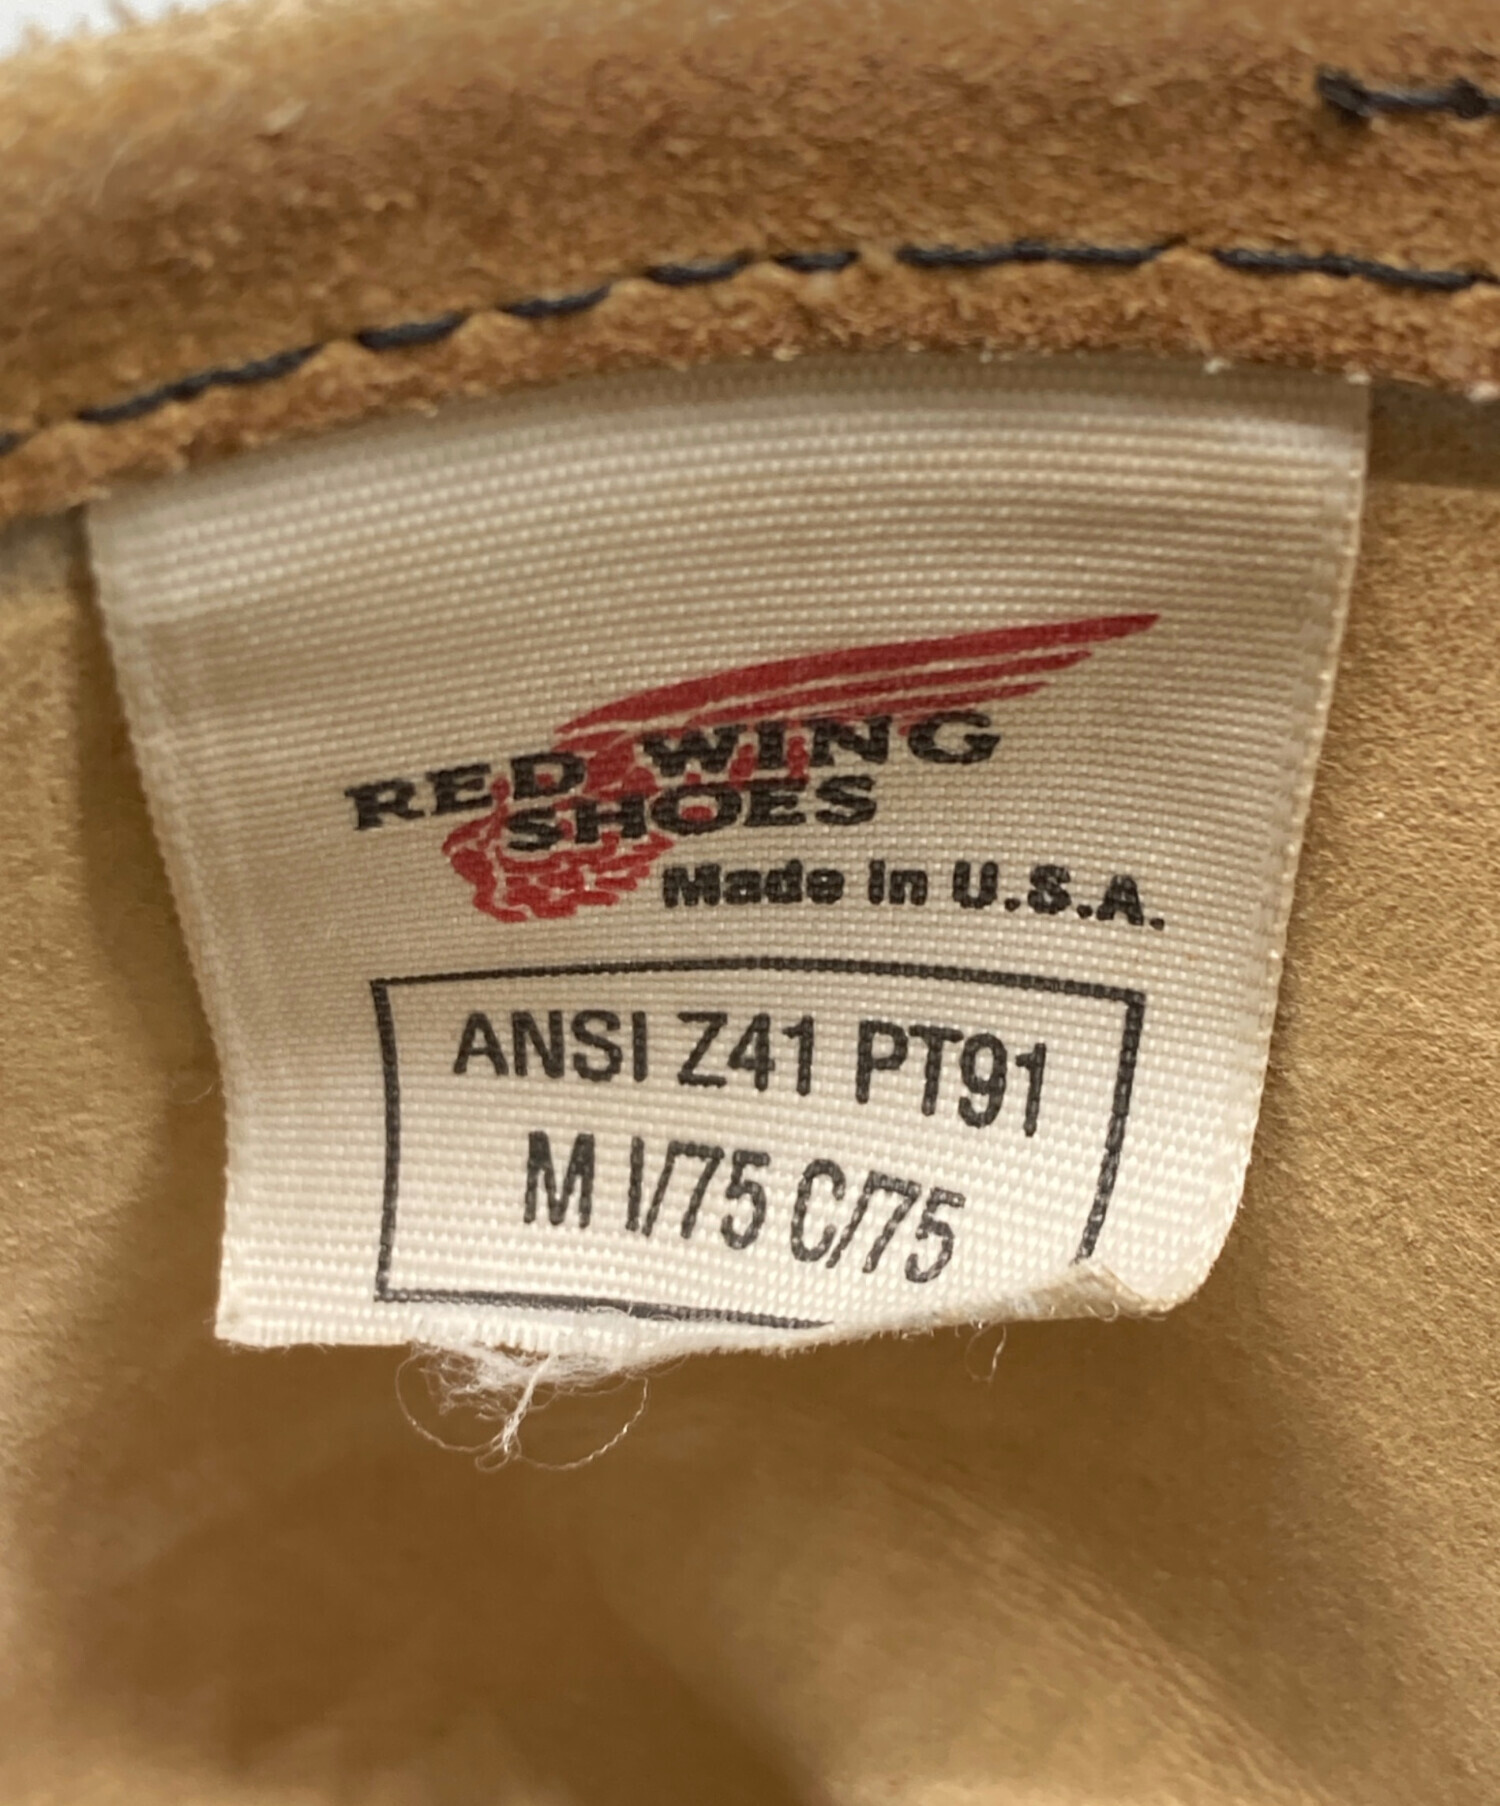 RED WING
SHOES
Made in U.S.A.
ANSI Z41 PT91
M I/75 C/75